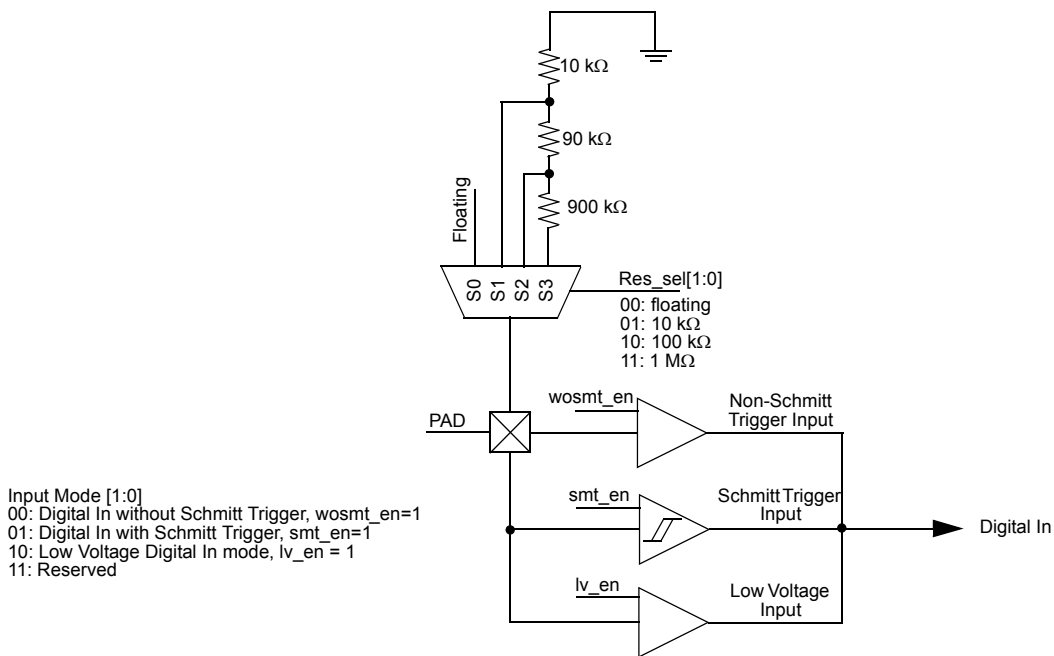 10 kΩ
90 kΩ
900 kΩ
Floating
S0
S1
S2
S3
Res_sel[1:0]
00: floating
01: 10 kΩ
10: 100 kΩ
11: 1 MΩ
PAD
wosmt_en
Non-Schmitt
Trigger Input
Input Mode [1:0]
00: Digital In without Schmitt Trigger, wosmt_en=1
01: Digital In with Schmitt Trigger, smt_en=1
10: Low Voltage Digital In mode, lv_en = 1
11: Reserved
smt_en
Schmitt Trigger
Input
Digital In
lv_en
Low Voltage
Input